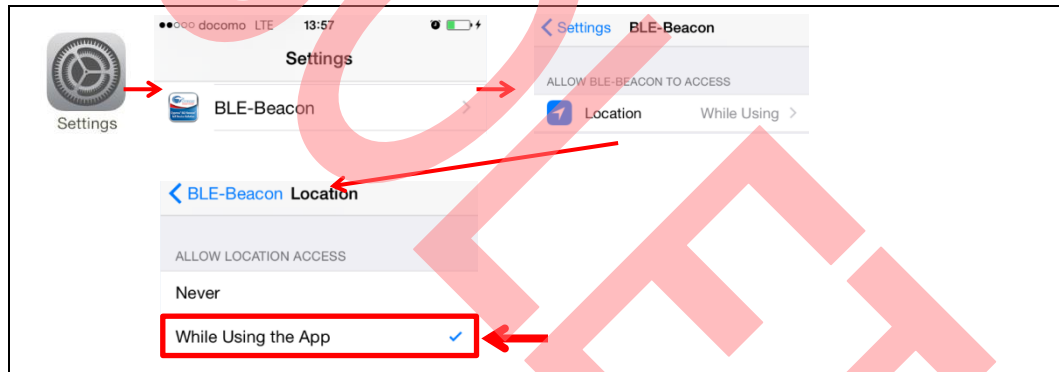 docomo LTE 13:57
Settings
BLE-Beacon
Settings
Settings BLE-Beacon
ALLOW BLE-BEACON TO ACCESS
Location While Using
BLE-Beacon Location
ALLOW LOCATION ACCESS
Never
While Using the App